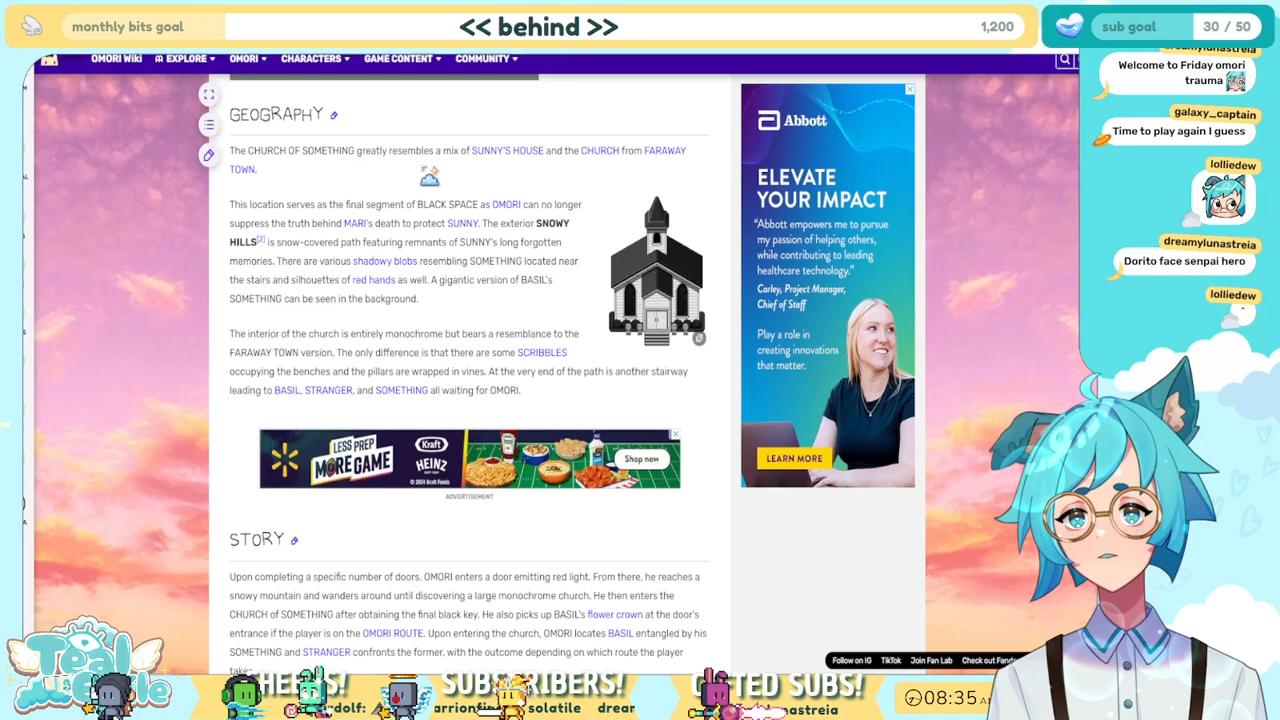 monthly bits goal
<< behind >>
1,200
sub goal
30 / 50
OMORI Wiki
EXPLORE
OMORI
CHARACTERS
GAME CONTENT
COMMUNITY
dreamylunastreia
Welcome to Friday omori
trauma
galaxy_captain
Time to play again I guess
lolliedew
dreamylunastreia
Dorito face senpai hero
lolliedew
GEOGRAPHY
The CHURCH OF SOMETHING greatly resembles a mix of SUNNY'S HOUSE and the CHURCH from FARAWAY
TOWN.
This location serves as the final segment of BLACK SPACE as OMORI can no longer
suppress the truth behind MARI's death to protect SUNNY. The exterior SNOWY
HILLS[2] is snow-covered path featuring remnants of SUNNY's long forgotten
memories. There are various shadowy blobs resembling SOMETHING located near
the stairs and silhouettes of red hands as well. A gigantic version of BASIL's
SOMETHING can be seen in the background.
The interior of the church is entirely monochrome but bears a resemblance to the
FARAWAY TOWN version. The only difference is that there are some SCRIBBLES
occupying the benches and the pillars are wrapped in vines. At the very end of the path is another stairway
leading to BASIL, STRANGER, and SOMETHING all waiting for OMORI.
Abbott
ELEVATE
YOUR IMPACT
"Abbott empowers me to pursue
my passion of helping others,
while contributing to leading
healthcare technology."
Carley, Project Manager,
Chief of Staff
Play a role in
creating innovations
that matter.
LEARN MORE
Walmart
LESS PREP
MORE GAME
Kraft
HEINZ
© 2024 Kraft Foods
Shop now
ADVERTISEMENT
STORY
Upon completing a specific number of doors, OMORI enters a door emitting red light. From there, he reaches a
snowy mountain and wanders around until discovering a large monochrome church. He then enters the
CHURCH of SOMETHING after obtaining the final black key. He also picks up BASIL's flower crown at the door's
entrance if the player is on the OMORI ROUTE. Upon entering the church, OMORI locates BASIL entangled by his
SOMETHING and STRANGER confronts the former, with the outcome depending on which route the player
takes
Follow on IG
TikTok
Join Fan Lab
Teal
SUBSCRIBERS!
GIFTED SUBS!
solatile
08:35